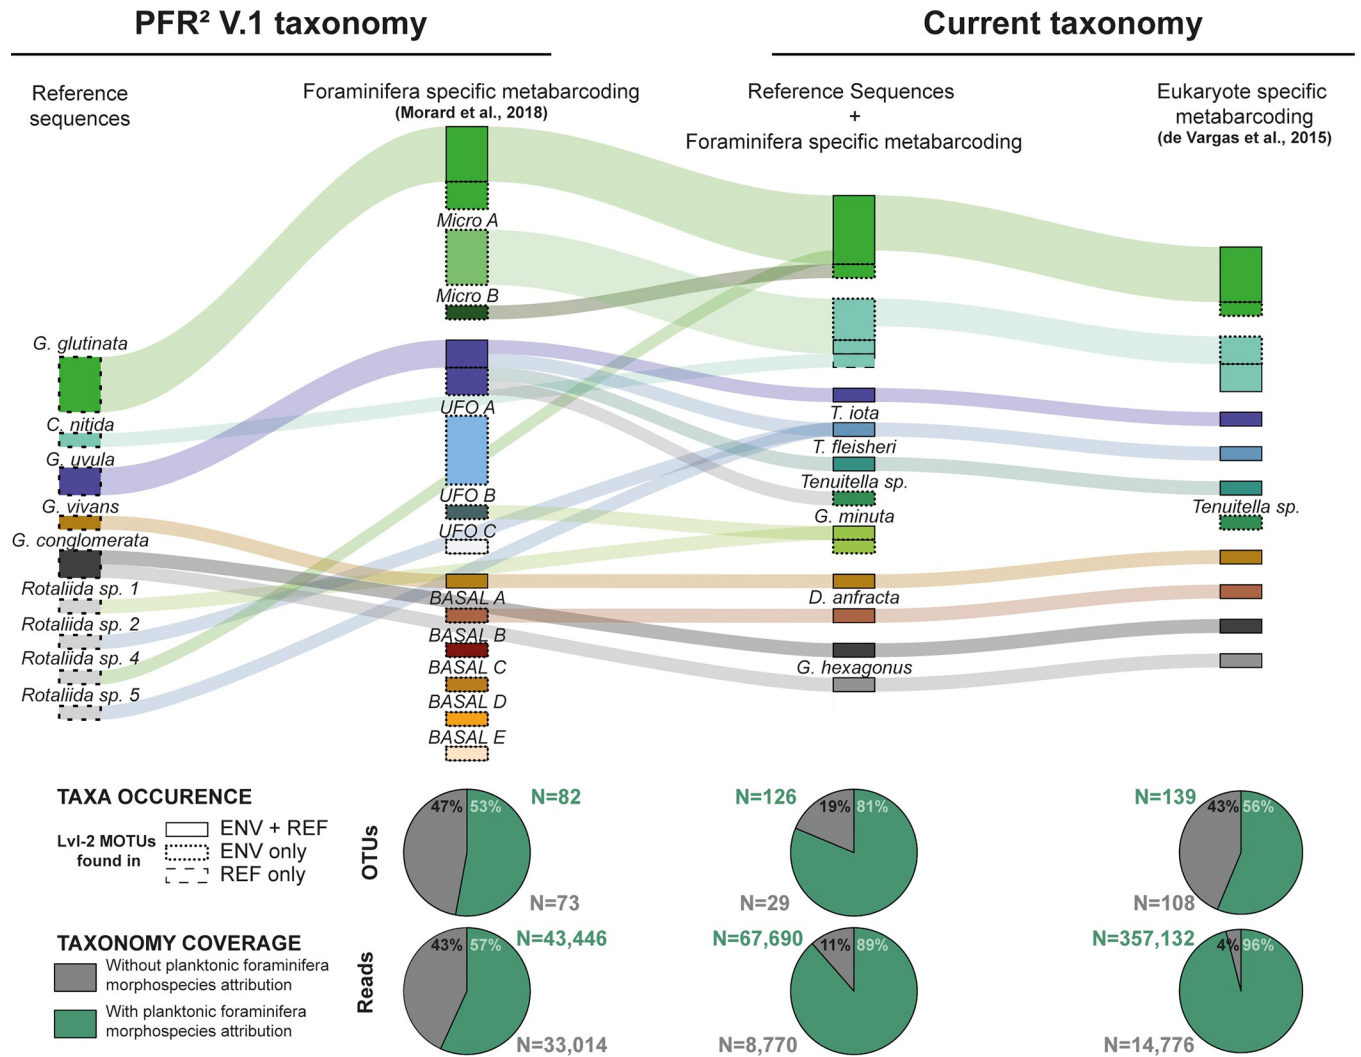 PFR² V.1 taxonomy
Current taxonomy
Reference
sequences
Foraminifera specific metabarcoding
(Morard et al., 2018)
Reference Sequences
+
Foraminifera specific metabarcoding
Eukaryote specific
metabarcoding
(de Vargas et al., 2015)
G. glutinata
C. nitida
G. uvula
G. vivans
G. conglomerata
Rotaliida sp. 1
Rotaliida sp. 2
Rotaliida sp. 4
Rotaliida sp. 5
Micro A
Micro B
UFO A
UFO B
UFO C
BASAL A
BASAL B
BASAL C
BASAL D
BASAL E
T. iota
T. fleisheri
Tenuitella sp.
G. minuta
D. anfracta
G. hexagonus
Tenuitella sp.
TAXA OCCURENCE
Lvl-2 MOTUs
found in
ENV + REF
ENV only
REF only
TAXONOMY COVERAGE
Without planktonic foraminifera
morphospecies attribution
With planktonic foraminifera
morphospecies attribution
OTUs
47% 53%
N=82
N=73
N=126
19% 81%
N=29
N=139
43% 56%
N=108
Reads
43% 57%
N=43,446
N=33,014
N=67,690
11% 89%
N=8,770
N=357,132
4% 96%
N=14,776